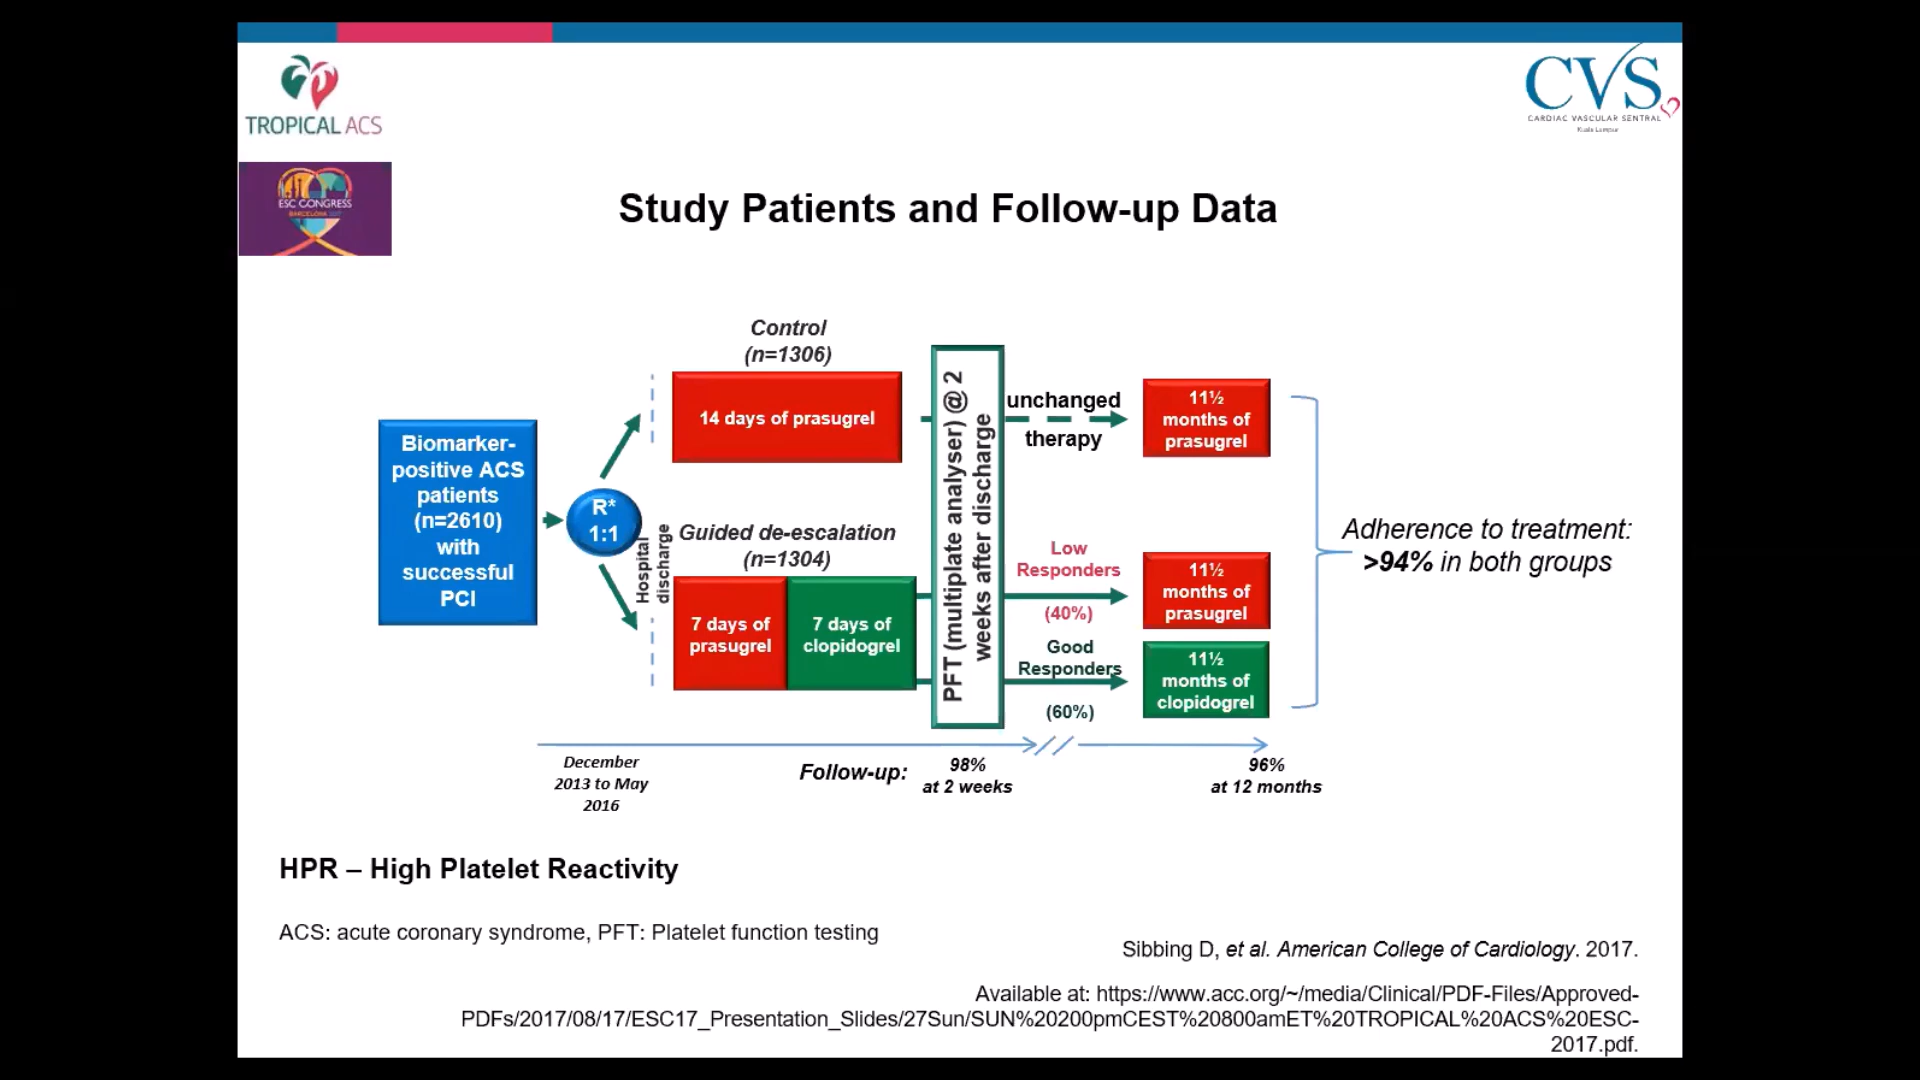 TROPICAL ACS
CVS
CARDIAC VASCULAR SENTRAL
Kuala Lumpur
ESC CONGRESS
BARCELONA 2017
Study Patients and Follow-up Data
Control
(n=1306)
14 days of prasugrel
unchanged
therapy
11½
months of
prasugrel
Biomarker-
positive ACS
patients
(n=2610)
with
successful
PCI
R*
1:1
Hospital
discharge
Guided de-escalation
(n=1304)
7 days of
prasugrel
7 days of
clopidogrel
PFT (multiplate analyser) @ 2
weeks after discharge
Low
Responders
(40%)
11½
months of
prasugrel
Good
Responders
(60%)
11½
months of
clopidogrel
Adherence to treatment:
>94% in both groups
December
2013 to May
2016
Follow-up:
98%
at 2 weeks
96%
at 12 months
HPR – High Platelet Reactivity
ACS: acute coronary syndrome, PFT: Platelet function testing
Sibbing D, et al. American College of Cardiology. 2017.
Available at: https://www.acc.org/~/media/Clinical/PDF-Files/Approved-
PDFs/2017/08/17/ESC17_Presentation_Slides/27Sun/SUN%20200pmCEST%20800amET%20TROPICAL%20ACS%20ESC-
2017.pdf.